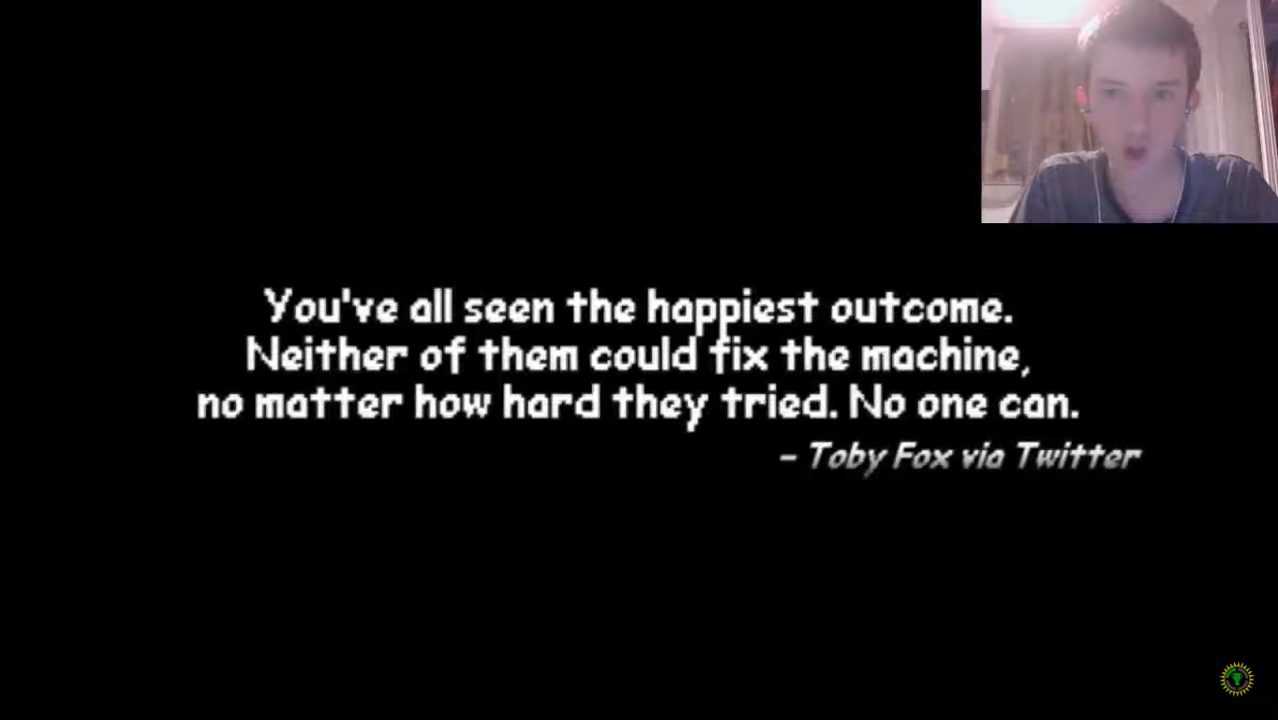 You've all seen the happiest outcome.
Neither of them could fix the machine,
no matter how hard they tried. No one can.
- Toby Fox via Twitter